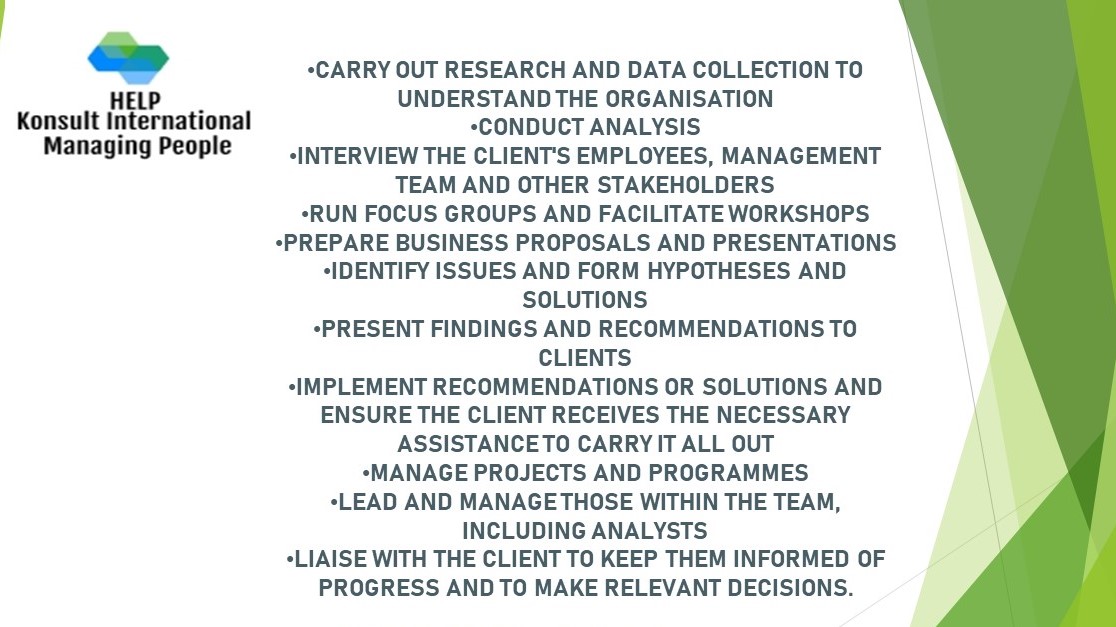 HELP
Konsult International
Managing People
•CARRY OUT RESEARCH AND DATA COLLECTION TO
UNDERSTAND THE ORGANISATION
•CONDUCT ANALYSIS
•INTERVIEW THE CLIENT'S EMPLOYEES, MANAGEMENT
TEAM AND OTHER STAKEHOLDERS
•RUN FOCUS GROUPS AND FACILITATE WORKSHOPS
•PREPARE BUSINESS PROPOSALS AND PRESENTATIONS
•IDENTIFY ISSUES AND FORM HYPOTHESES AND
SOLUTIONS
•PRESENT FINDINGS AND RECOMMENDATIONS TO
CLIENTS
•IMPLEMENT RECOMMENDATIONS OR SOLUTIONS AND
ENSURE THE CLIENT RECEIVES THE NECESSARY
ASSISTANCE TO CARRY IT ALL OUT
•MANAGE PROJECTS AND PROGRAMMES
•LEAD AND MANAGE THOSE WITHIN THE TEAM,
INCLUDING ANALYSTS
•LIAISE WITH THE CLIENT TO KEEP THEM INFORMED OF
PROGRESS AND TO MAKE RELEVANT DECISIONS.